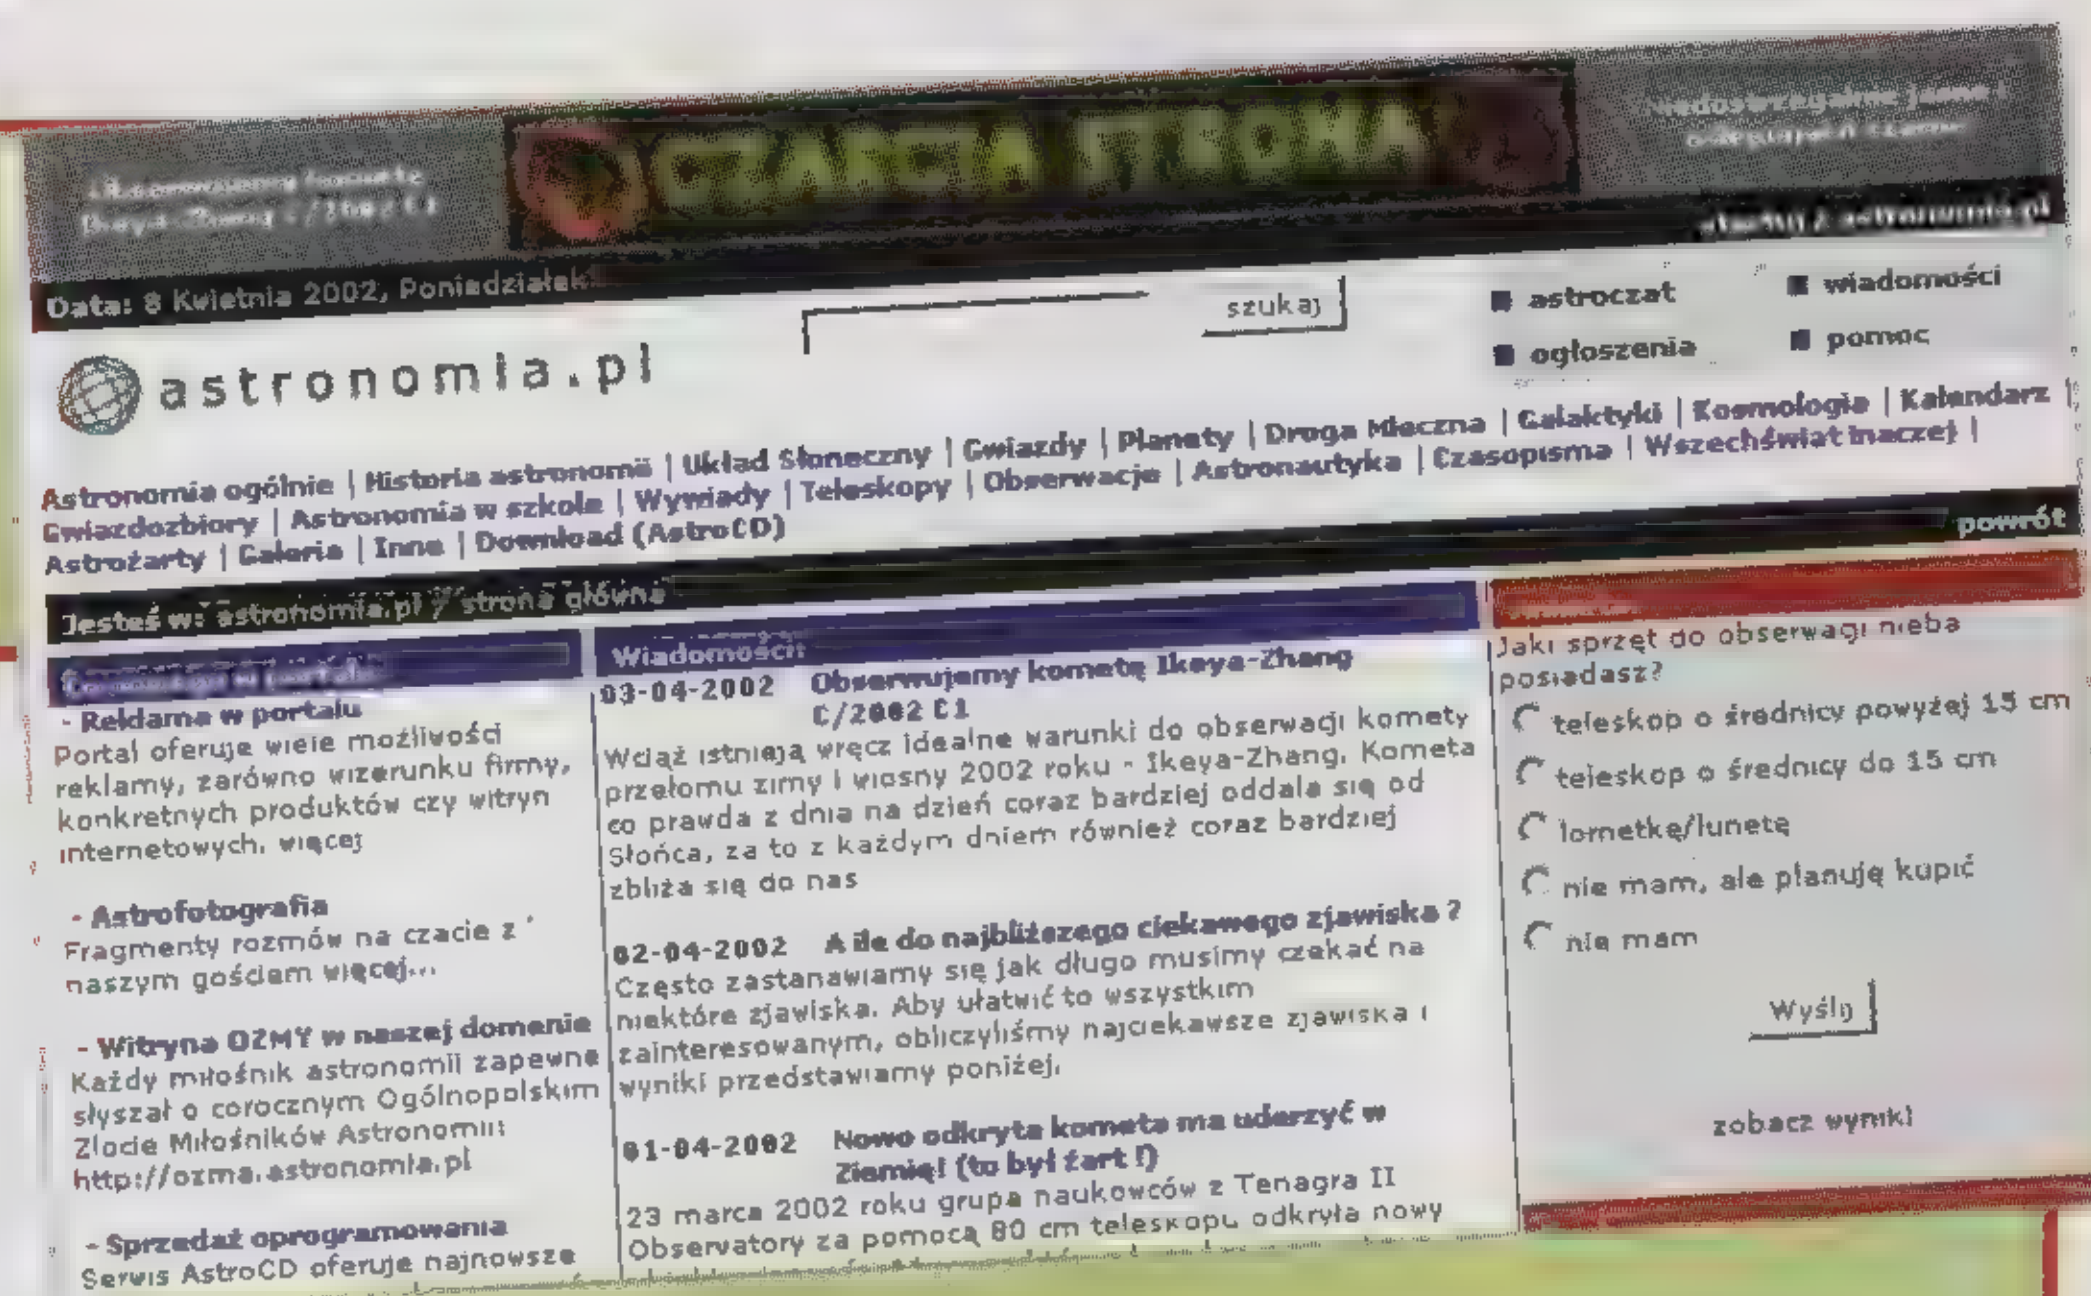 CZARCIA STRONA
Data: 8 Kwietnia 2002, Poniedziałek
szukaj
astroczat
wiadomości
ogłoszenia
pomoc
astronomia.pl
Astronomia ogólnie | Historia astronomii | Układ Słoneczny | Gwiazdy | Planety | Droga Mleczna | Galaktyki | Kosmologia | Kalendarz |
Gwiazdozbiory | Astronomia w szkole | Wywiady | Teleskopy | Obserwacje | Astronautyka | Czasopisma | Wszechświat inaczej |
Astrożarty | Galeria | Inne | Download (AstroCD)
powrót
Jesteś w: astronomia.pl / strona główna
- Reklama w portalu
Portal oferuje wiele możliwości
reklamy, zarówno wizerunku firmy,
konkretnych produktów czy witryn
internetowych. więcej
- Astrofotografia
Fragmenty rozmów na czacie z
naszym gościem więcej...
- Witryna OZMY w naszej domenie
Każdy miłośnik astronomii zapewne
słyszał o corocznym Ogólnopolskim
Zlocie Miłośników Astronomii:
http://ozma.astronomia.pl
- Sprzedaż oprogramowania
Serwis AstroCD oferuje najnowsze
Wiadomości:
03-04-2002 Obserwujemy kometę Ikeya-Zhang
C/2002 C1
Wciąż istnieją wręcz idealne warunki do obserwacji komety
przełomu zimy i wiosny 2002 roku - Ikeya-Zhang. Kometa
co prawda z dnia na dzień coraz bardziej oddala się od
Słońca, za to z każdym dniem również coraz bardziej
zbliża się do nas
02-04-2002 A ile do najbliższego ciekawego zjawiska ?
Często zastanawiamy się jak długo musimy czekać na
niektóre zjawiska. Aby ułatwić to wszystkim
zainteresowanym, obliczyliśmy najciekawsze zjawiska i
wyniki przedstawiamy poniżej.
01-04-2002 Nowo odkryta kometa ma uderzyć w
Ziemię! (to był żart !)
23 marca 2002 roku grupa naukowców z Tenagra II
Observatory za pomocą 80 cm teleskopu odkryła nowy
Jaki sprzęt do obserwacji nieba
posiadasz?
teleskop o średnicy powyżej 15 cm
teleskop o średnicy do 15 cm
lornetkę/lunetę
nie mam, ale planuję kupić
nie mam
Wyślij
zobacz wyniki